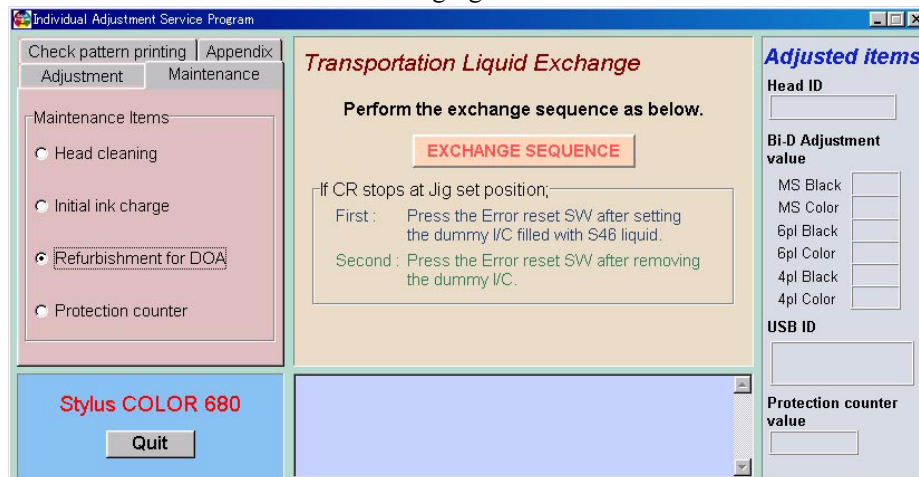 Individual Adjustment Service Program
Check pattern printing
Appendix
Adjustment
Maintenance
Maintenance Items
Head cleaning
Initial ink charge
Refurbishment for DOA
Protection counter
Stylus COLOR 680
Quit
Transportation Liquid Exchange
Perform the exchange sequence as below.
EXCHANGE SEQUENCE
If CR stops at Jig set position;
First : Press the Error reset SW after setting
the dummy I/C filled with S46 liquid.
Second : Press the Error reset SW after removing
the dummy I/C.
Adjusted items
Head ID
Bi-D Adjustment
value
MS Black
MS Color
6pl Black
6pl Color
4pl Black
4pl Color
USB ID
Protection counter
value